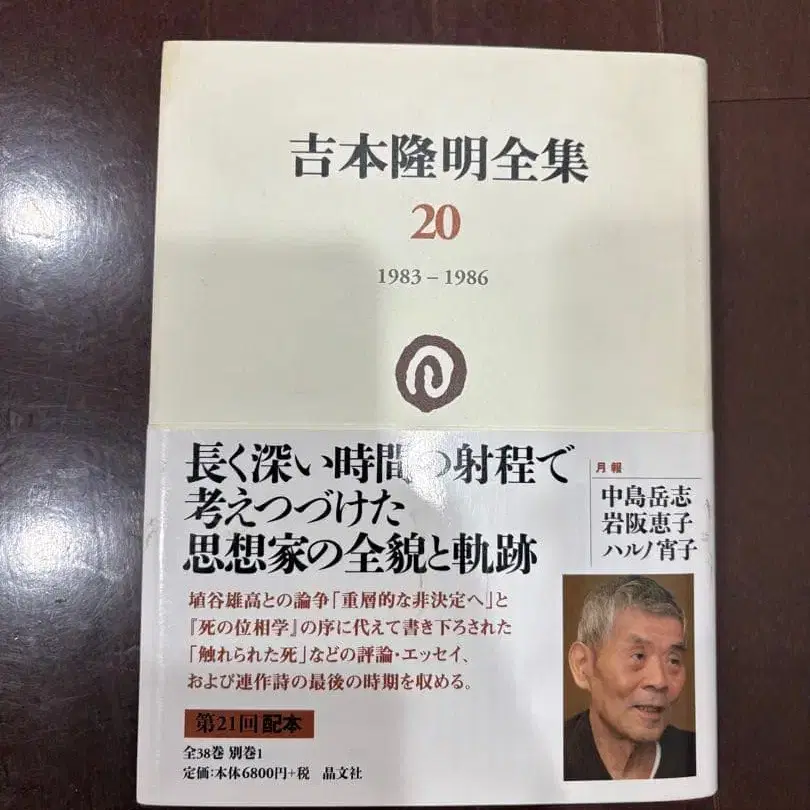 吉本隆明全集
20
1983－1986
長く深い時間の射程で
考えつづけた
思想家の全貌と軌跡
月報
中島岳志
岩阪恵子
ハルノ宵子
埴谷雄高との論争「重層的な非決定へ」と
『死の位相学』の序に代えて書き下ろされた
「触れられた死」などの評論・エッセイ、
および連作詩の最後の時期を収める。
第21回配本
全38巻 別巻1
定価：本体6800円+税 晶文社